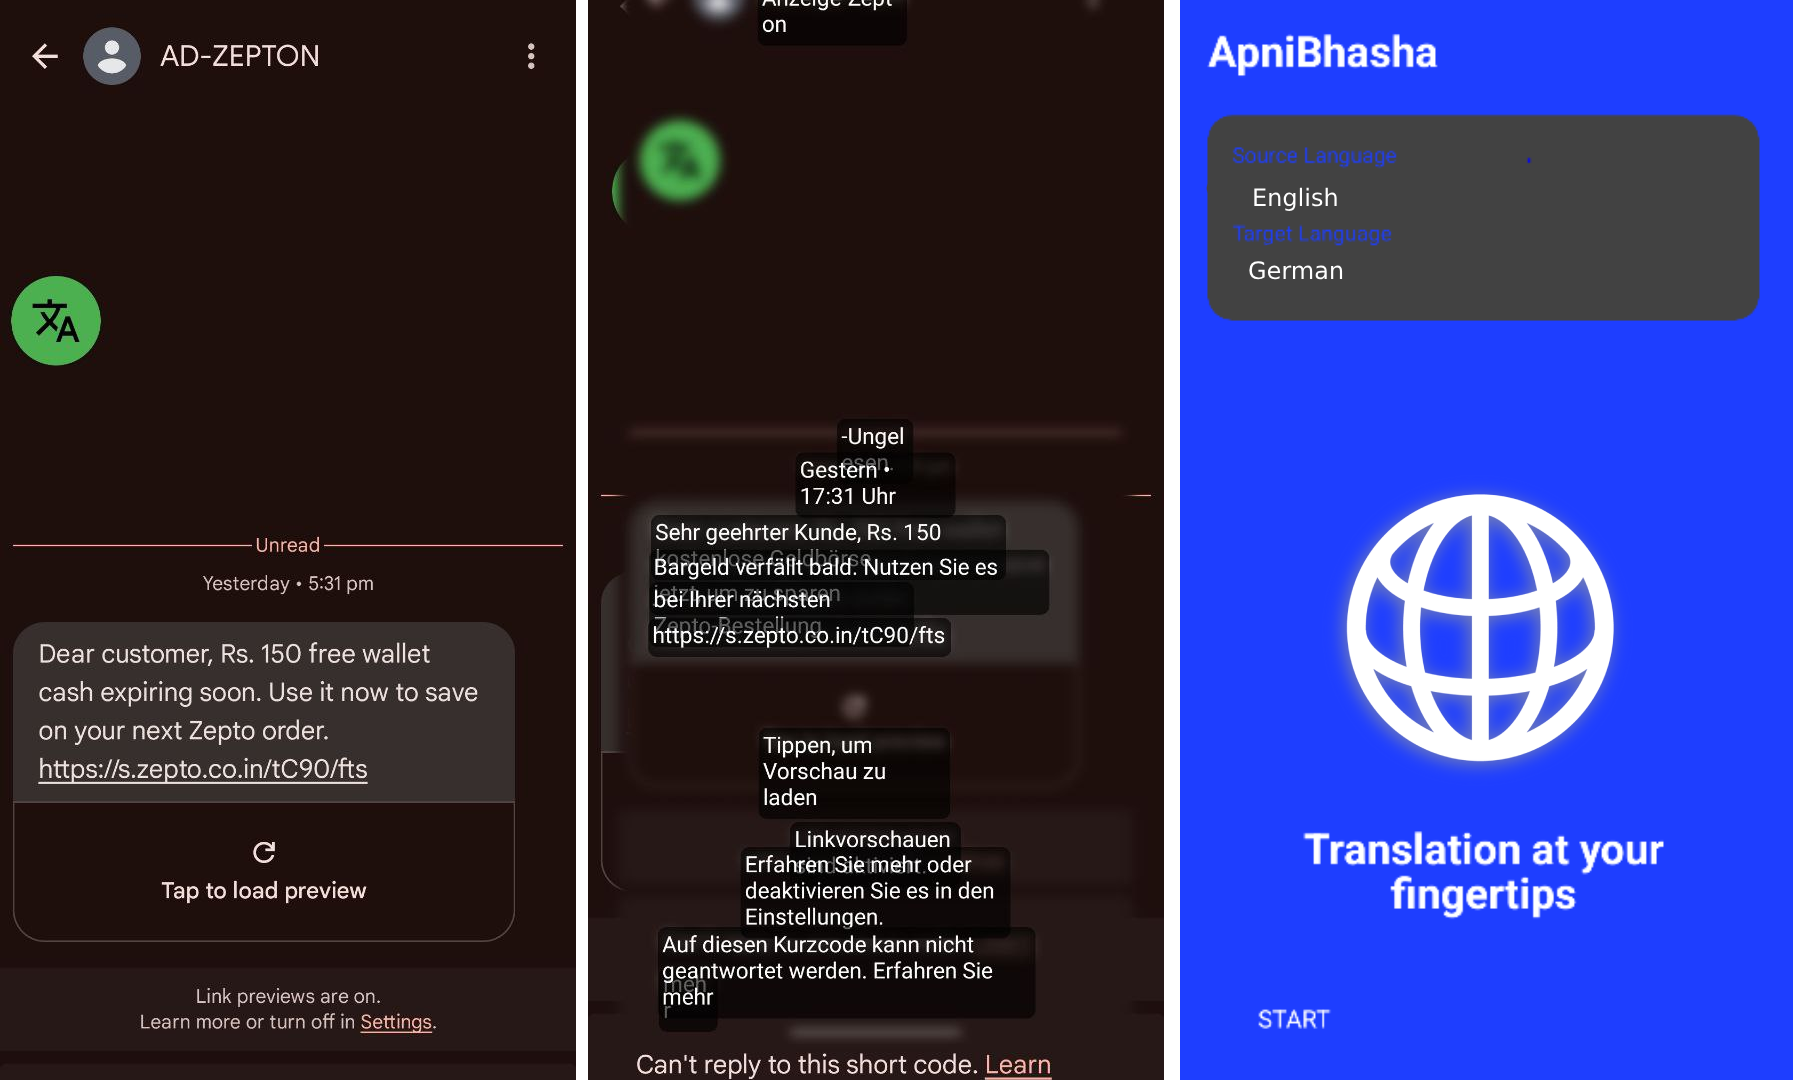 AD-ZEPTON
Unread
Yesterday • 5:31 pm
Dear customer, Rs. 150 free wallet
cash expiring soon. Use it now to save
on your next Zepto order.
https://s.zepto.co.in/tC90/fts
Tap to load preview
Link previews are on.
Learn more or turn off in Settings.
Anzeige Zept
on
-Ungel
esen.
Gestern •
17:31 Uhr
Sehr geehrter Kunde, Rs. 150
kostenlose Geldbörse
Bargeld verfällt bald. Nutzen Sie es
jetzt, um zu sparen
bei Ihrer nächsten
Zepto-Bestellung
https://s.zepto.co.in/tC90/fts
Tippen, um
Vorschau zu
laden
Linkvorschauen
sind aktiviert.
Erfahren Sie mehr oder
deaktivieren Sie es in den
Einstellungen.
Auf diesen Kurzcode kann nicht
geantwortet werden. Erfahren Sie
meh
mehr
r
Can't reply to this short code. Learn
ApniBhasha
Source Language
English
Target Language
German
Translation at your
fingertips
START